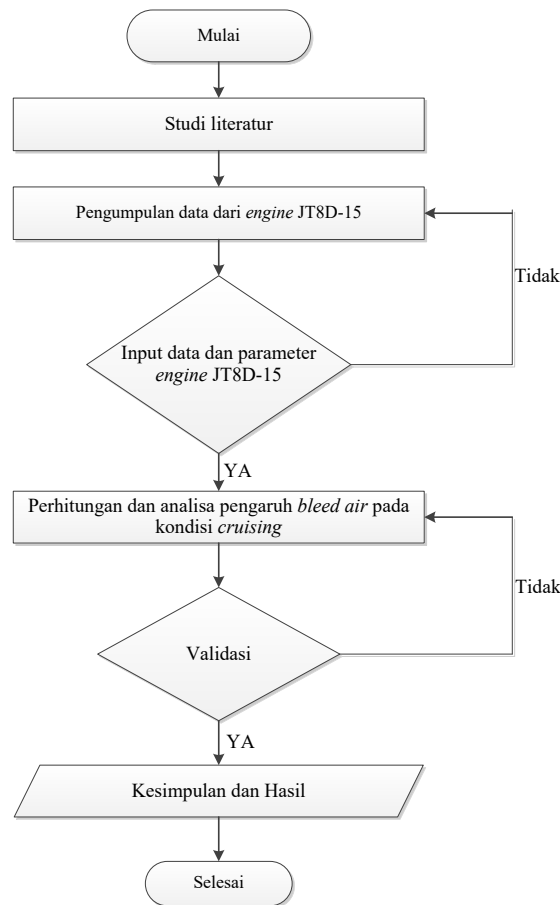 Mulai
Studi literatur
Pengumpulan data dari engine JT8D-15
Tidak
Input data dan parameter
engine JT8D-15
YA
Perhitungan dan analisa pengaruh bleed air pada
kondisi cruising
Tidak
Validasi
YA
Kesimpulan dan Hasil
Selesai